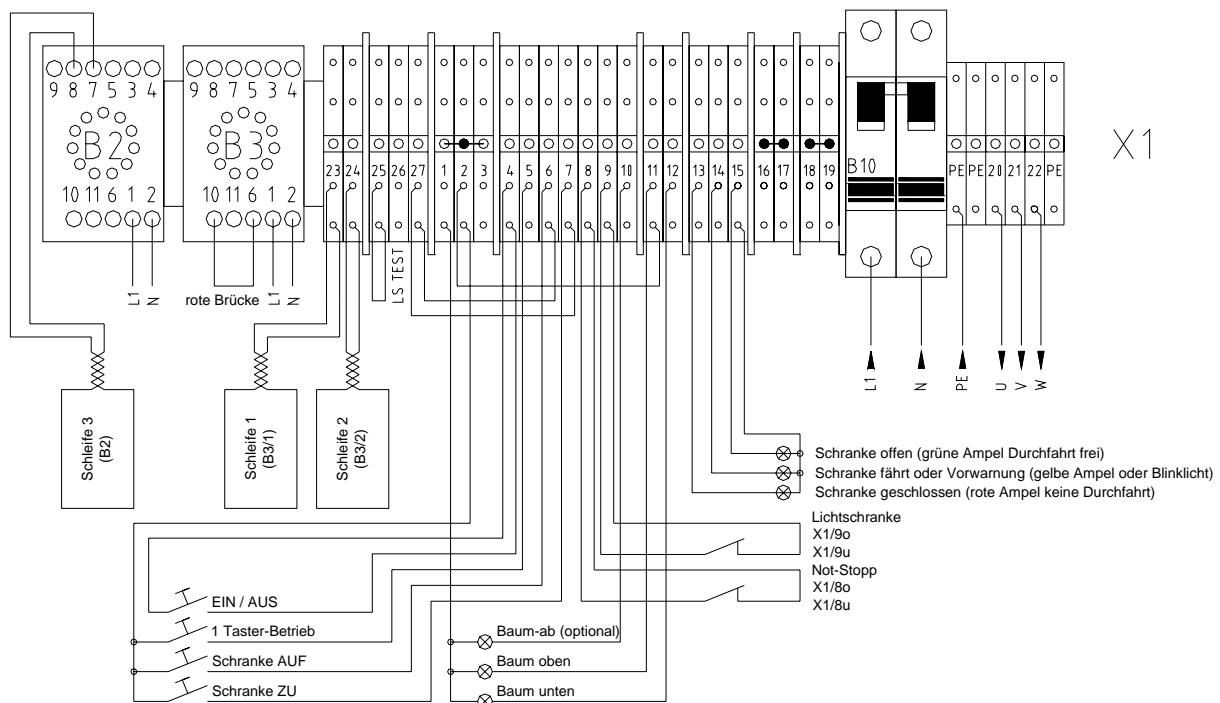 9 8 7 5 3 4
B2
10 11 6 1 2
9 8 7 5 3 4
B3
10 11 6 1 2
23 24 25 26 27 1 2 3 4 5 6 7 8 9 10 11 12 13 14 15 16 17 18 19
B10
PE PE 20 21 22 PE
X1
L1
N
rote Brücke
L1
N
LS TEST
L1
N
PE
U
V
W
Schleife 3
(B2)
Schleife 1
(B3/1)
Schleife 2
(B3/2)
Schranke offen (grüne Ampel Durchfahrt frei)
Schranke fährt oder Vorwarnung (gelbe Ampel oder Blinklicht)
Schranke geschlossen (rote Ampel keine Durchfahrt)
Lichtschranke
X1/9o
X1/9u
Not-Stopp
X1/8o
X1/8u
EIN / AUS
1 Taster-Betrieb
Schranke AUF
Schranke ZU
Baum-ab (optional)
Baum oben
Baum unten